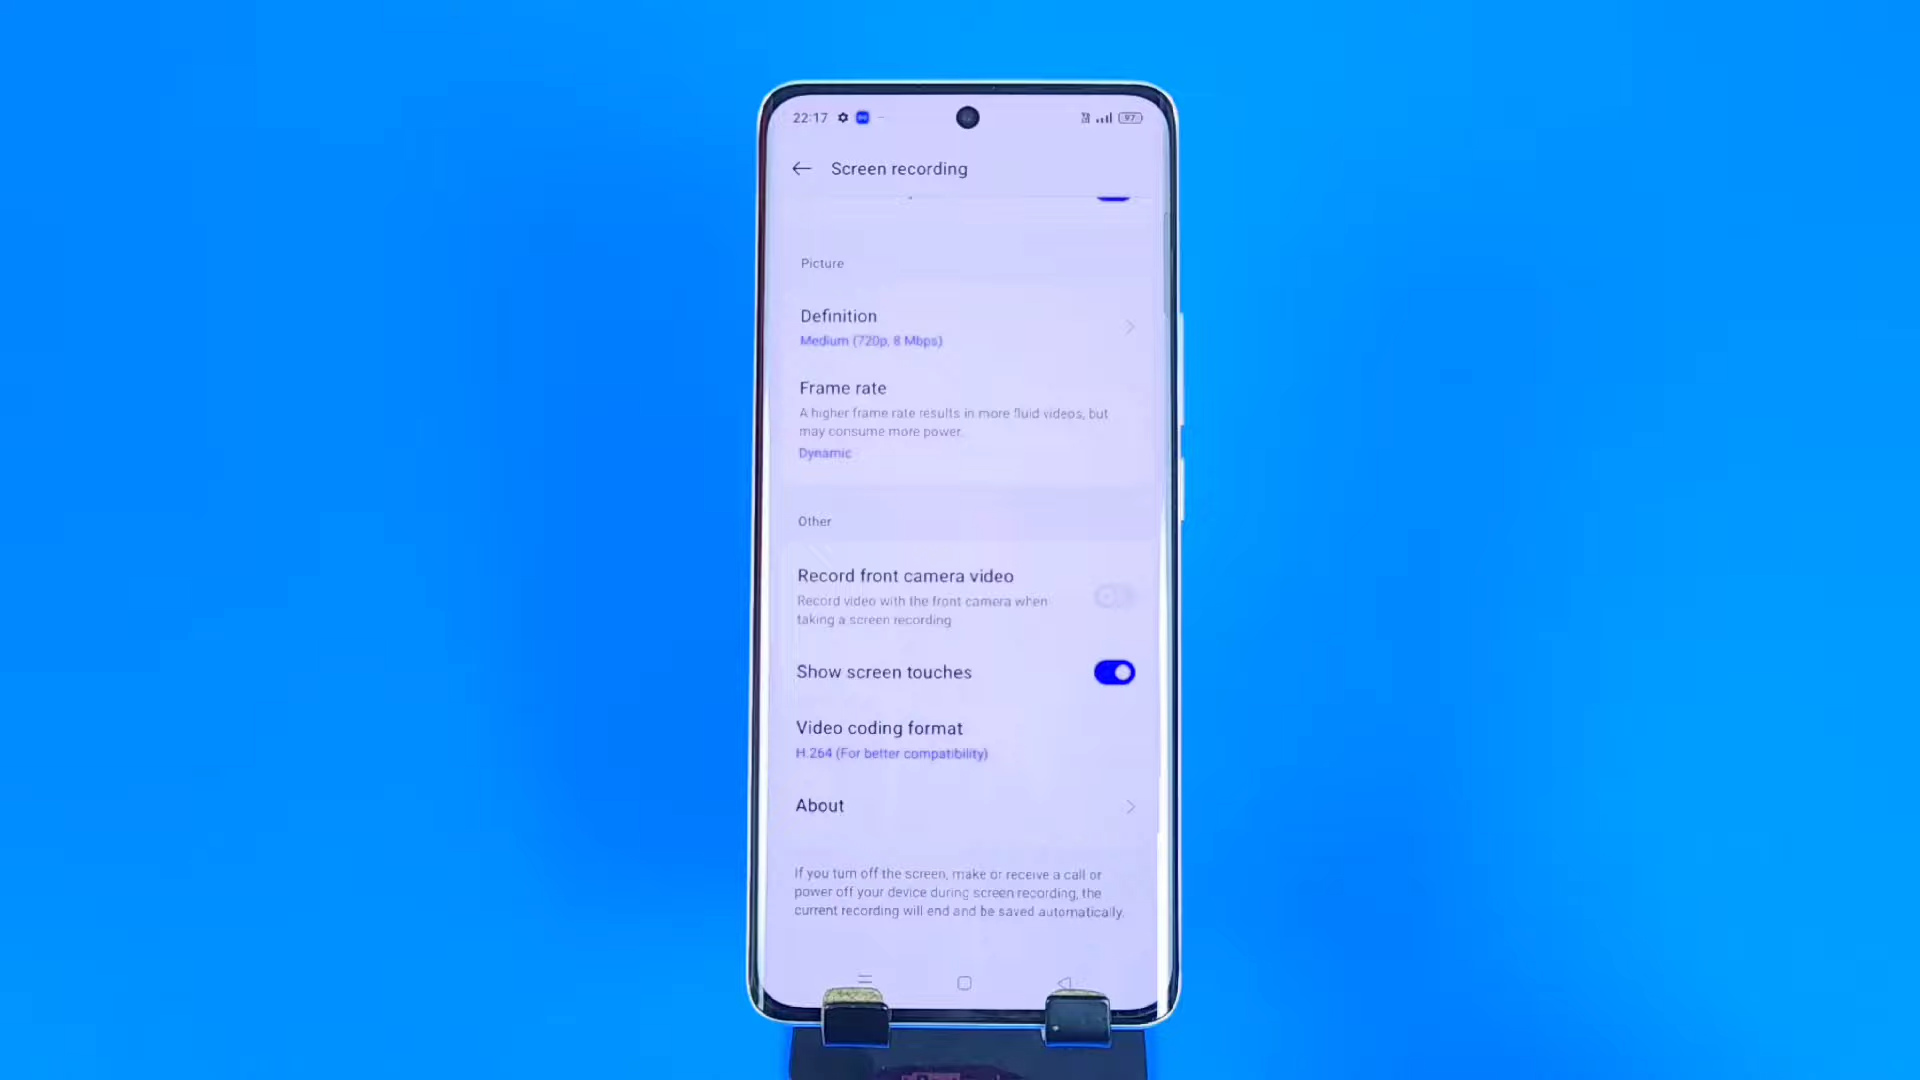 22:17
97
Screen recording
Picture
Definition
Medium (720p, 8 Mbps)
Frame rate
A higher frame rate results in more fluid videos, but
may consume more power.
Dynamic
Other
Record front camera video
Record video with the front camera when
taking a screen recording
Show screen touches
Video coding format
H.264 (For better compatibility)
About
If you turn off the screen, make or receive a call or
power off your device during screen recording, the
current recording will end and be saved automatically.